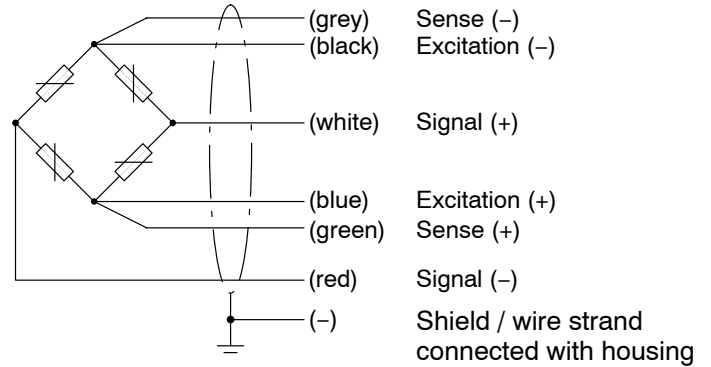 (grey) Sense (−)
(black) Excitation (−)
(white) Signal (+)
(blue) Excitation (+)
(green) Sense (+)
(red) Signal (−)
(−) Shield / wire strand
connected with housing